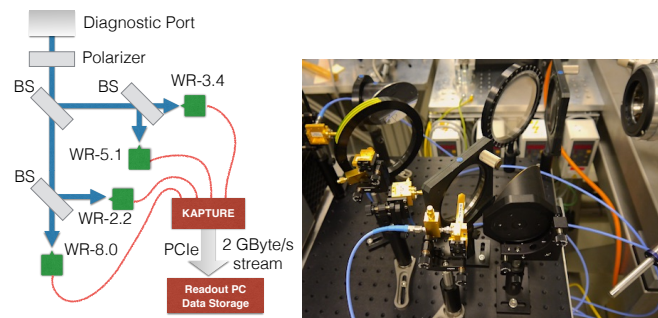 Diagnostic Port
Polarizer
BS
BS
WR-3.4
WR-5.1
BS
WR-2.2
KAPTURE
WR-8.0
PCIe
2 GByte/s
stream
Readout PC
Data Storage